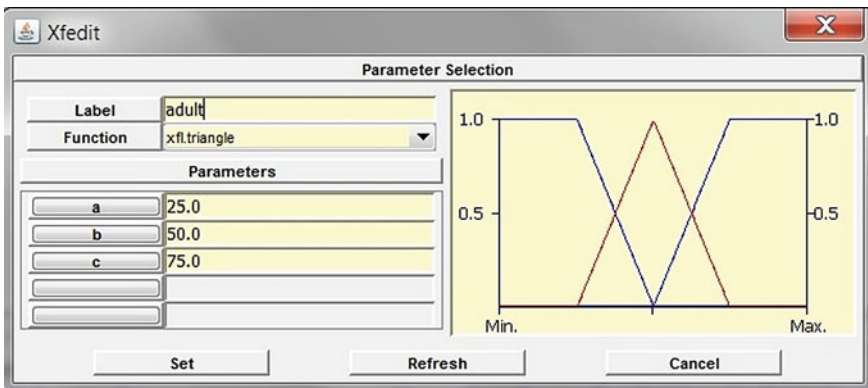 Xfedit
X
Parameter Selection
Label adult
Function xfl.triangle
Parameters
a 25.0
b 50.0
c 75.0
1.0 1.0
0.5 0.5
Min. Max.
Set Refresh Cancel